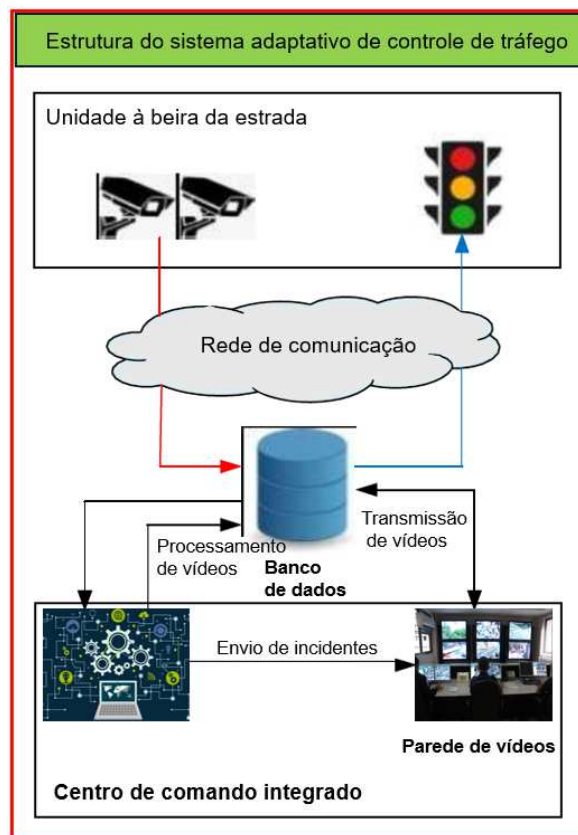 Estrutura do sistema adaptativo de controle de tráfego
Unidade à beira da estrada
Rede de comunicação
Processamento
de vídeos
Banco
de dados
Transmissão
de vídeos
Envio de incidentes
Parede de vídeos
Centro de comando integrado